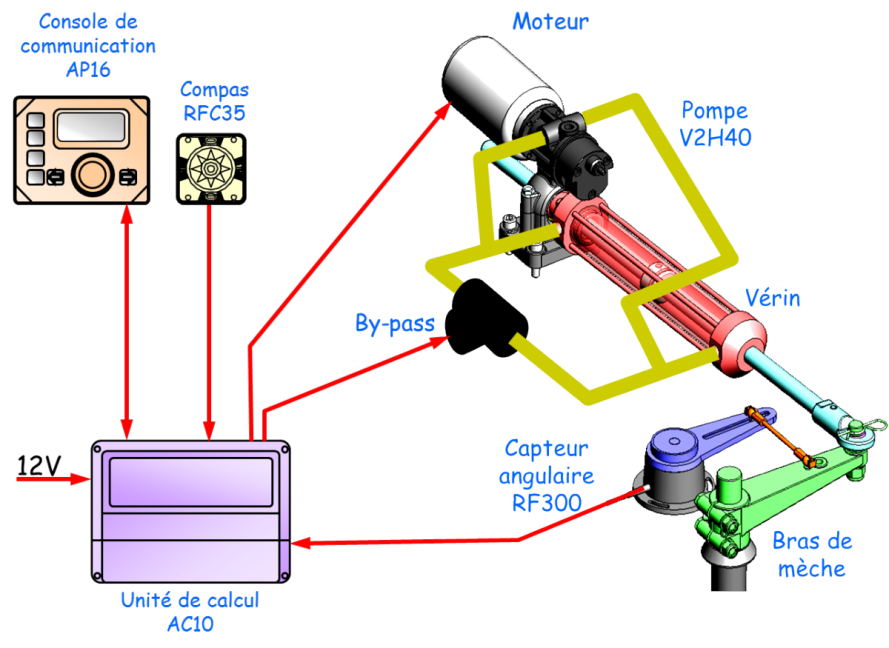 Console de
communication
AP16
Compas
RFC35
Moteur
Pompe
V2H40
Vérin
By-pass
12V
Capteur
angulaire
RF300
Bras de
mèche
Unité de calcul
AC10